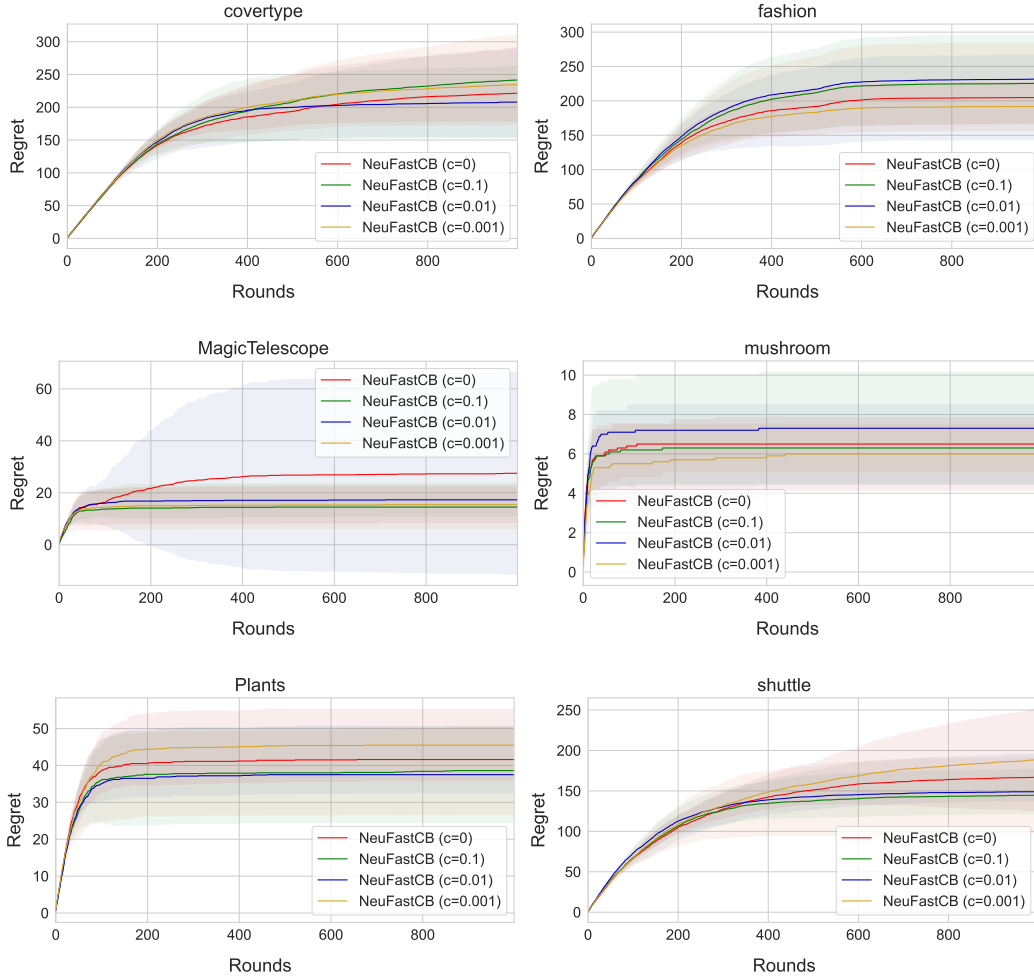 covertype
Regret
300
250
200
150
100
50
0
NeuFastCB (c=0)
NeuFastCB (c=0.1)
NeuFastCB (c=0.01)
NeuFastCB (c=0.001)
0 200 400 600 800
Rounds
fashion
Regret
300
250
200
150
100
50
0
NeuFastCB (c=0)
NeuFastCB (c=0.1)
NeuFastCB (c=0.01)
NeuFastCB (c=0.001)
0 200 400 600 800
Rounds
MagicTelescope
Regret
60
40
20
0
NeuFastCB (c=0)
NeuFastCB (c=0.1)
NeuFastCB (c=0.01)
NeuFastCB (c=0.001)
0 200 400 600 800
Rounds
mushroom
Regret
10
8
6
4
2
0
NeuFastCB (c=0)
NeuFastCB (c=0.1)
NeuFastCB (c=0.01)
NeuFastCB (c=0.001)
0 200 400 600 800
Rounds
Plants
Regret
50
40
30
20
10
0
NeuFastCB (c=0)
NeuFastCB (c=0.1)
NeuFastCB (c=0.01)
NeuFastCB (c=0.001)
0 200 400 600 800
Rounds
shuttle
Regret
250
200
150
100
50
0
NeuFastCB (c=0)
NeuFastCB (c=0.1)
NeuFastCB (c=0.01)
NeuFastCB (c=0.001)
0 200 400 600 800
Rounds